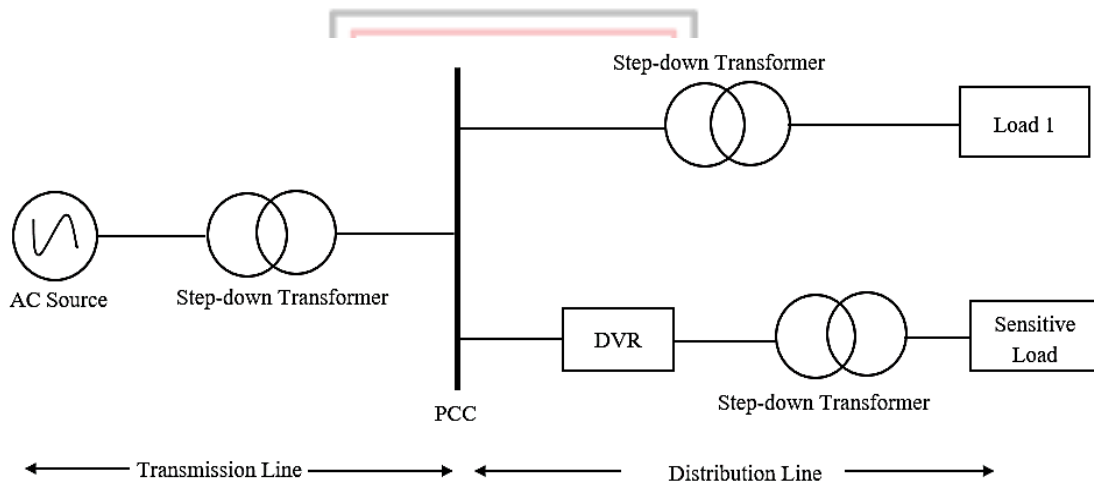 Step-down Transformer
Load 1
AC Source
Step-down Transformer
DVR
Sensitive
Load
Step-down Transformer
PCC
Transmission Line
Distribution Line